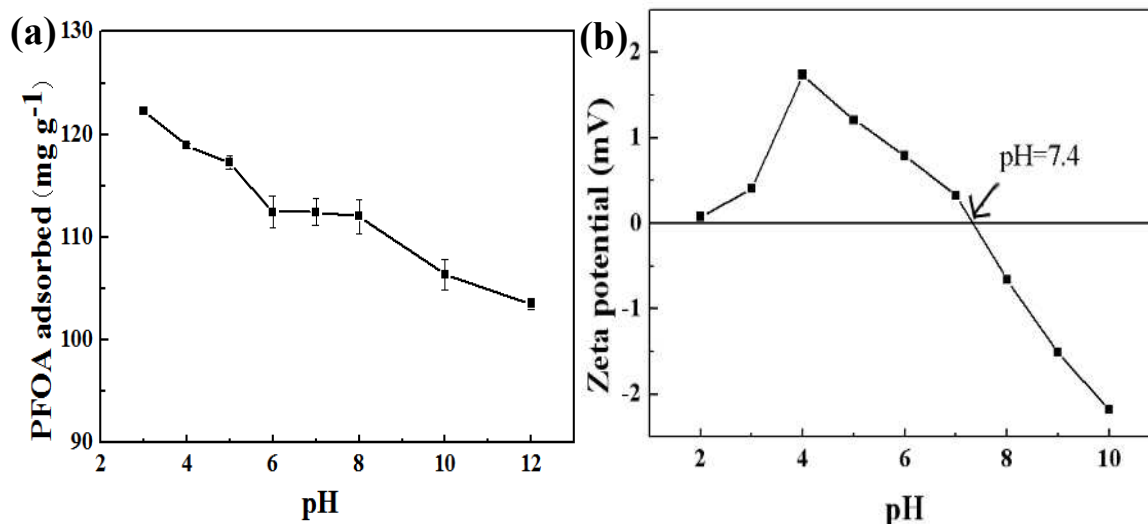 (a)
130
120
110
100
90
2 4 6 8 10 12
pH
PFOA adsorbed (mg g⁻¹)
(b)
2
1
0
-1
-2
2 4 6 8 10
pH
Zeta potential (mV)
pH=7.4